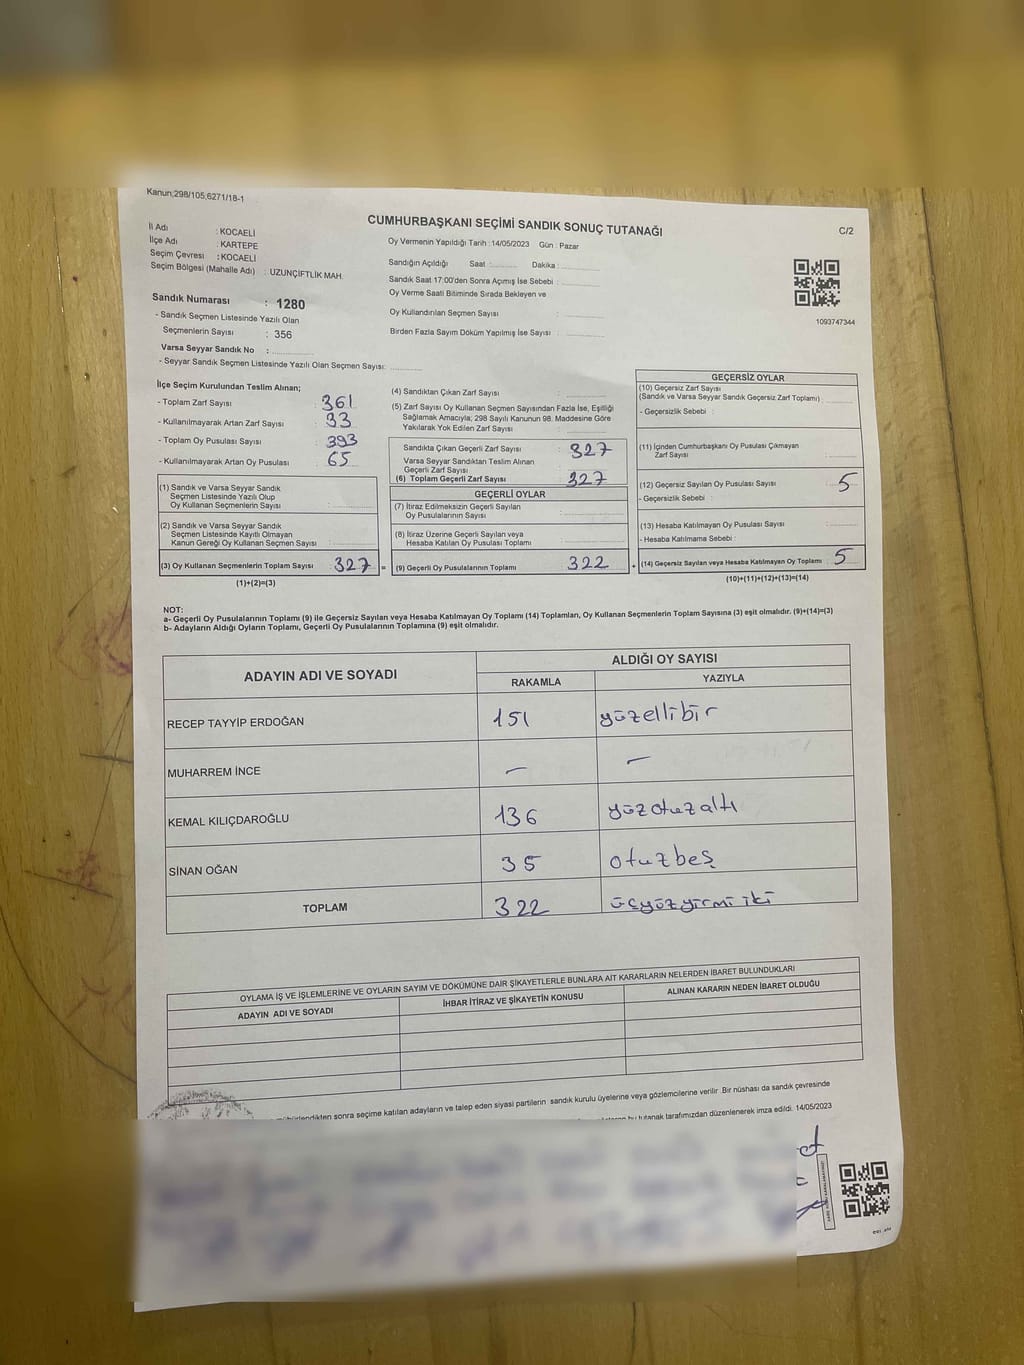 Kanun;298/105,6271/18-1
CUMHURBAŞKANI SEÇİMİ SANDIK SONUÇ TUTANAĞI
C/2
İl Adı : KOCAELİ
İlçe Adı : KARTEPE
Seçim Çevresi : KOCAELİ
Seçim Bölgesi (Mahalle Adı) : UZUNÇİFTLİK MAH.
Oy Vermenin Yapıldığı Tarih : 14/05/2023 Gün : Pazar
Sandığın Açıldığı Saat : Dakika :
Sandık Saat 17:00'den Sonra Açımış İse Sebebi :
Oy Verme Saati Bitiminde Sırada Bekleyen ve
Oy Kullandırılan Seçmen Sayısı :
Birden Fazla Sayım Döküm Yapılmış İse Sayısı :
1093747344
Sandık Numarası : 1280
- Sandık Seçmen Listesinde Yazılı Olan
Seçmenlerin Sayısı : 356
Varsa Seyyar Sandık No :
- Seyyar Sandık Seçmen Listesinde Yazılı Olan Seçmen Sayısı:
İlçe Seçim Kurulundan Teslim Alınan;
- Toplam Zarf Sayısı : 361
- Kullanılmayarak Artan Zarf Sayısı : 33
- Toplam Oy Pusulası Sayısı : 393
- Kullanılmayarak Artan Oy Pusulası : 65
(1) Sandık ve Varsa Seyyar Sandık
Seçmen Listesinde Yazılı Olup
Oy Kullanan Seçmenlerin Sayısı :
(2) Sandık ve Varsa Seyyar Sandık
Seçmen Listesinde Kayıtlı Olmayan
Kanun Gereği Oy Kullanan Seçmen Sayısı :
(3) Oy Kullanan Seçmenlerin Toplam Sayısı : 327 =
(1)+(2)=(3)
(4) Sandıktan Çıkan Zarf Sayısı :
(5) Zarf Sayısı Oy Kullanan Seçmen Sayısından Fazla İse, Eşitliği
Sağlamak Amacıyla; 298 Sayılı Kanunun 98. Maddesine Göre
Yakılarak Yok Edilen Zarf Sayısı :
Sandıkta Çıkan Geçerli Zarf Sayısı : 327
Varsa Seyyar Sandıktan Teslim Alınan
Geçerli Zarf Sayısı :
(6) Toplam Geçerli Zarf Sayısı : 327
GEÇERLİ OYLAR
(7) İtiraz Edilmeksizin Geçerli Sayılan
Oy Pusulalarının Sayısı :
(8) İtiraz Üzerine Geçerli Sayılan veya
Hesaba Katılan Oy Pusulası Toplamı :
(9) Geçerli Oy Pusulalarının Toplamı : 322 +
GEÇERSİZ OYLAR
(10) Geçersiz Zarf Sayısı
(Sandık ve Varsa Seyyar Sandık Geçersiz Zarf Toplamı) :
- Geçersizlik Sebebi :
(11) İçinden Cumhurbaşkanı Oy Pusulası Çıkmayan
Zarf Sayısı :
(12) Geçersiz Sayılan Oy Pusulası Sayısı : 5
- Geçersizlik Sebebi :
(13) Hesaba Katılmayan Oy Pusulası Sayısı :
- Hesaba Katılmama Sebebi :
(14) Geçersiz Sayılan veya Hesaba Katılmayan Oy Toplamı : 5
(10)+(11)+(12)+(13)=(14)
NOT:
a- Geçerli Oy Pusulalarının Toplamı (9) ile Geçersiz Sayılan veya Hesaba Katılmayan Oy Toplamı (14) Toplamları, Oy Kullanan Seçmenlerin Toplam Sayısına (3) eşit olmalıdır. (9)+(14)=(3)
b- Adayların Aldığı Oyların Toplamı, Geçerli Oy Pusulalarının Toplamına (9) eşit olmalıdır.
ADAYIN ADI VE SOYADI
ALDIĞI OY SAYISI
RAKAMLA YAZIYLA
RECEP TAYYİP ERDOĞAN 151 yüzellibir
MUHARREM İNCE - -
KEMAL KILIÇDAROĞLU 136 yüzotuzaltı
SİNAN OĞAN 35 otuzbeş
TOPLAM 322 üçyüzyirmi iki
OYLAMA İŞ VE İŞLEMLERİNE VE OYLARIN SAYIM VE DÖKÜMÜNE DAİR ŞİKAYETLERLE BUNLARA AİT KARARLARIN NELERDEN İBARET BULUNDUKLARI
ADAYIN ADI VE SOYADI İHBAR İTİRAZ VE ŞİKAYETİN KONUSU ALINAN KARARIN NEDEN İBARET OLDUĞU
sonra seçime katılan adayların ve talep eden siyasi partilerin sandık kurulu üyelerine veya gözlemcilerine verilir. Bir nüshası da sandık çevresinde
tutanak tarafımızdan düzenlenerek imza edildi. 14/05/2023